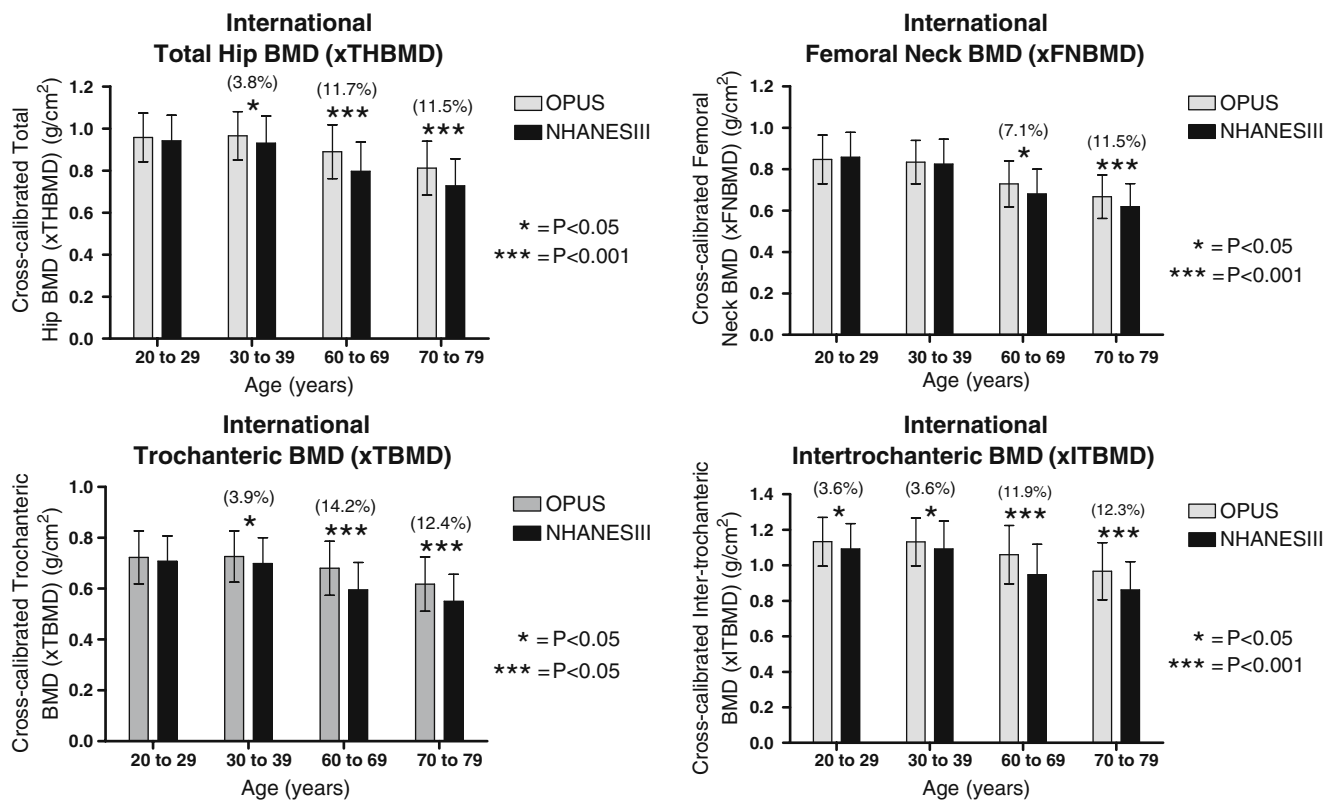 International
Total Hip BMD (xTHBMD)
Cross-calibrated Total
Hip BMD (xTHBMD) (g/cm²)
1.2
1.0
0.8
0.6
0.4
0.2
0.0
(3.8%)
*
(11.7%)
***
(11.5%)
***
OPUS
NHANESIII
* = P<0.05
*** = P<0.001
20 to 29
30 to 39
60 to 69
70 to 79
Age (years)
International
Femoral Neck BMD (xFNBMD)
Cross-calibrated Femoral
Neck BMD (xFNBMD) (g/cm²)
1.2
1.0
0.8
0.6
0.4
0.2
0.0
(7.1%)
*
(11.5%)
***
OPUS
NHANESIII
* = P<0.05
*** = P<0.001
20 to 29
30 to 39
60 to 69
70 to 79
Age (years)
International
Trochanteric BMD (xTBMD)
Cross-calibrated Trochanteric
BMD (xTBMD) (g/cm²)
1.0
0.8
0.6
0.4
0.2
0.0
(3.9%)
*
(14.2%)
***
(12.4%)
***
OPUS
NHANESIII
* = P<0.05
*** = P<0.05
20 to 29
30 to 39
60 to 69
70 to 79
Age (years)
International
Intertrochanteric BMD (xITBMD)
Cross-calibrated Inter-trochanteric
BMD (xITBMD) (g/cm²)
1.4
1.2
1.0
0.8
0.6
0.4
0.2
0.0
(3.6%)
*
(3.6%)
*
(11.9%)
***
(12.3%)
***
OPUS
NHANESIII
* = P<0.05
*** = P<0.001
20 to 29
30 to 39
60 to 69
70 to 79
Age (years)